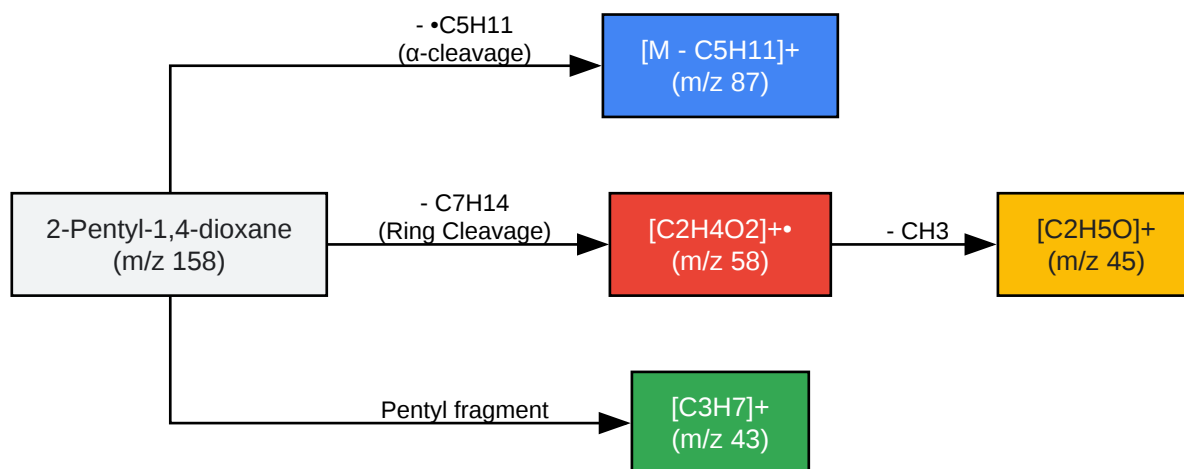 - •C5H11
(α-cleavage)
[M - C5H11]+
(m/z 87)
2-Pentyl-1,4-dioxane
(m/z 158)
- C7H14
(Ring Cleavage)
[C2H4O2]+•
(m/z 58)
- CH3
[C2H5O]+
(m/z 45)
Pentyl fragment
[C3H7]+
(m/z 43)